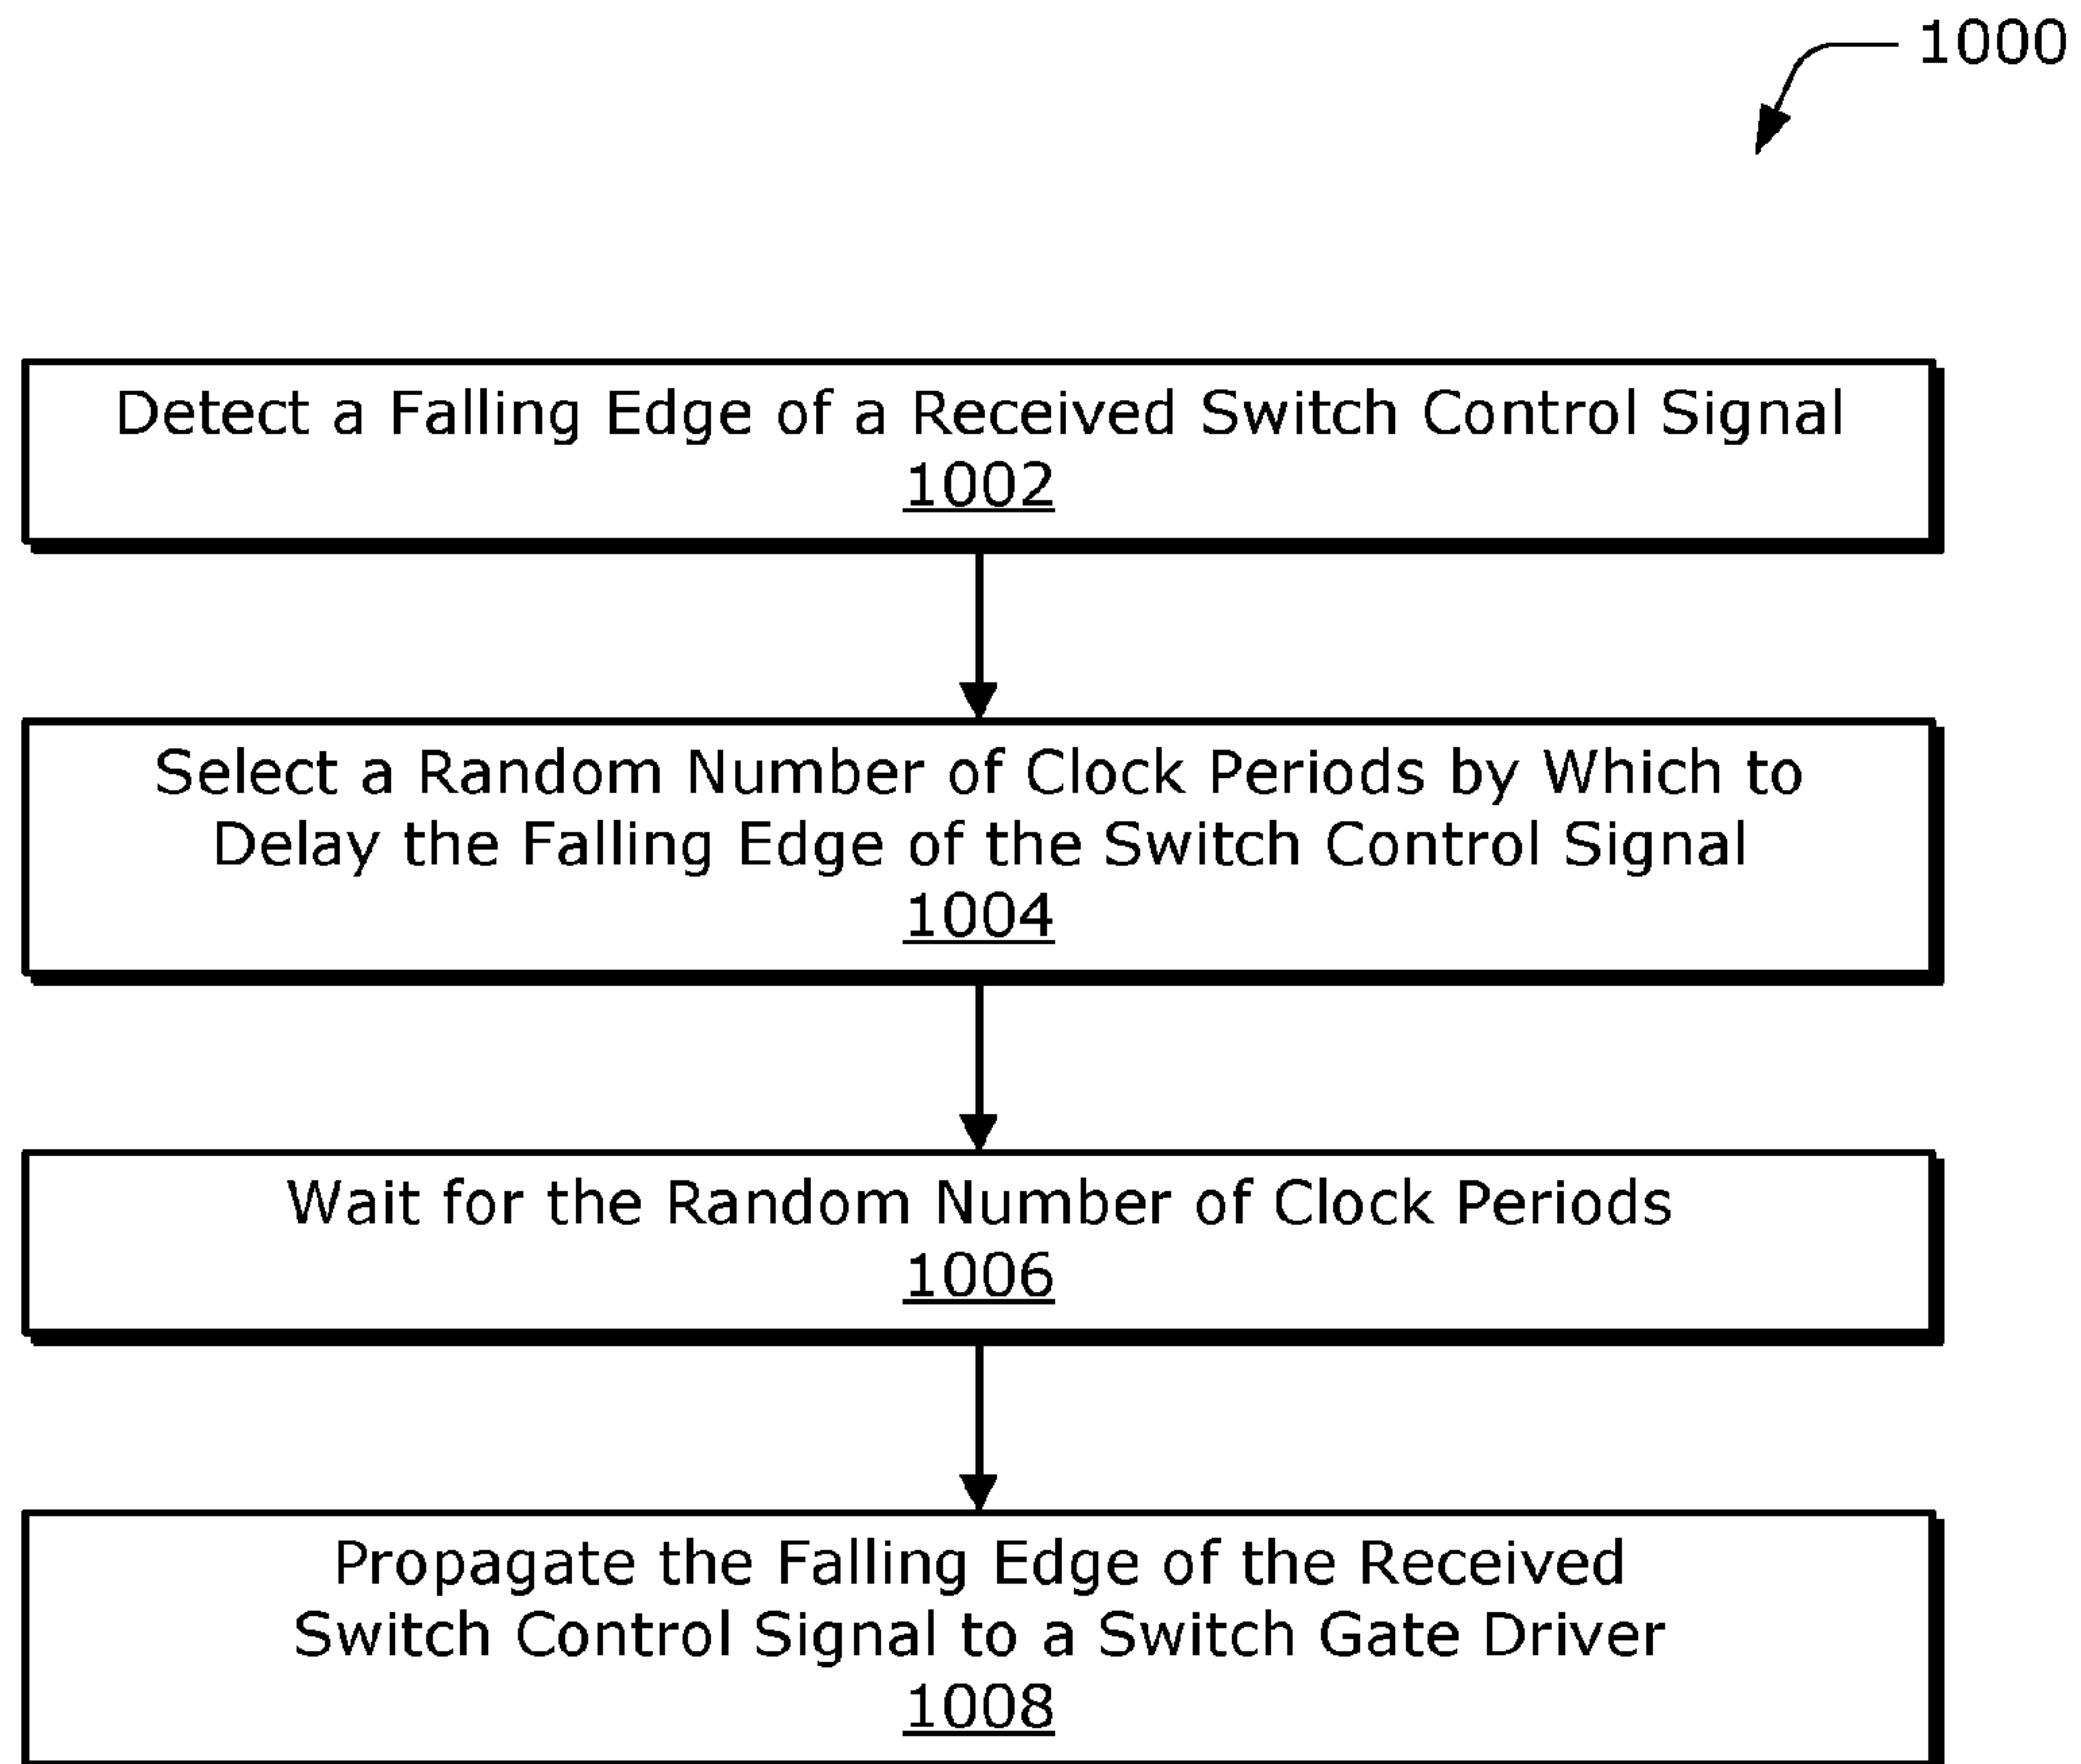 1000
Detect a Falling Edge of a Received Switch Control Signal
1002
Select a Random Number of Clock Periods by Which to
Delay the Falling Edge of the Switch Control Signal
1004
Wait for the Random Number of Clock Periods
1006
Propagate the Falling Edge of the Received
Switch Control Signal to a Switch Gate Driver
1008